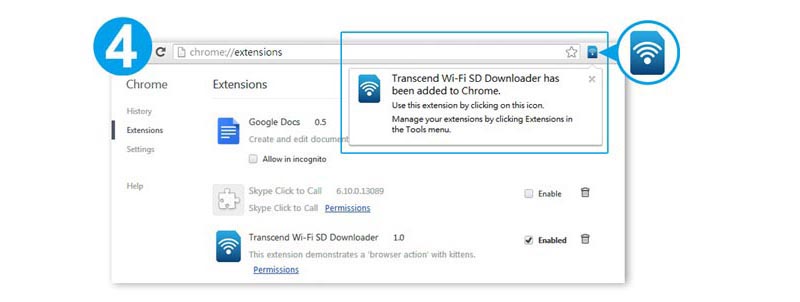 4
chrome://extensions
Transcend Wi-Fi SD Downloader has
been added to Chrome.
Use this extension by clicking on this icon.
Manage your extensions by clicking Extensions in
the Tools menu.
Chrome
History
Extensions
Settings
Help
Extensions
Google Docs 0.5
Create and edit document
Allow in incognito
Skype Click to Call 6.10.0.13089
Enable
Skype Click to Call Permissions
Transcend Wi-Fi SD Downloader 1.0
Enabled
This extension demonstrates a 'browser action' with kittens.
Permissions